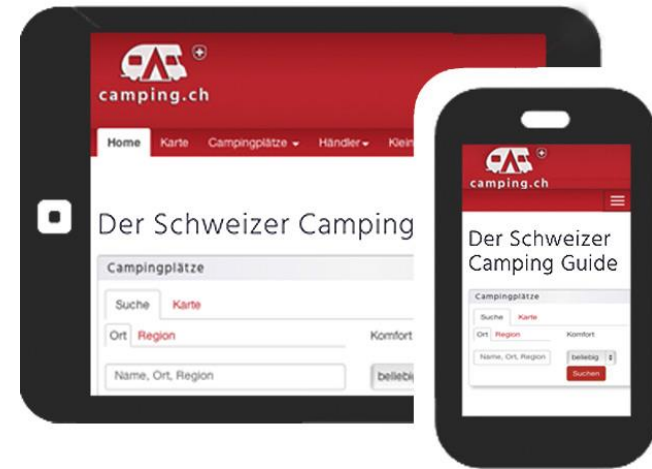 camping.ch
Home Karte Campingplätze Händler Klein
Der Schweizer Camping
Campingplätze
Suche Karte
Ort Region Komfort
Name, Ort, Region
camping.ch
Der Schweizer
Camping Guide
Campingplätze
Suche Karte
Ort Region Komfort
Name, Ort, Region beliebig
Suchen